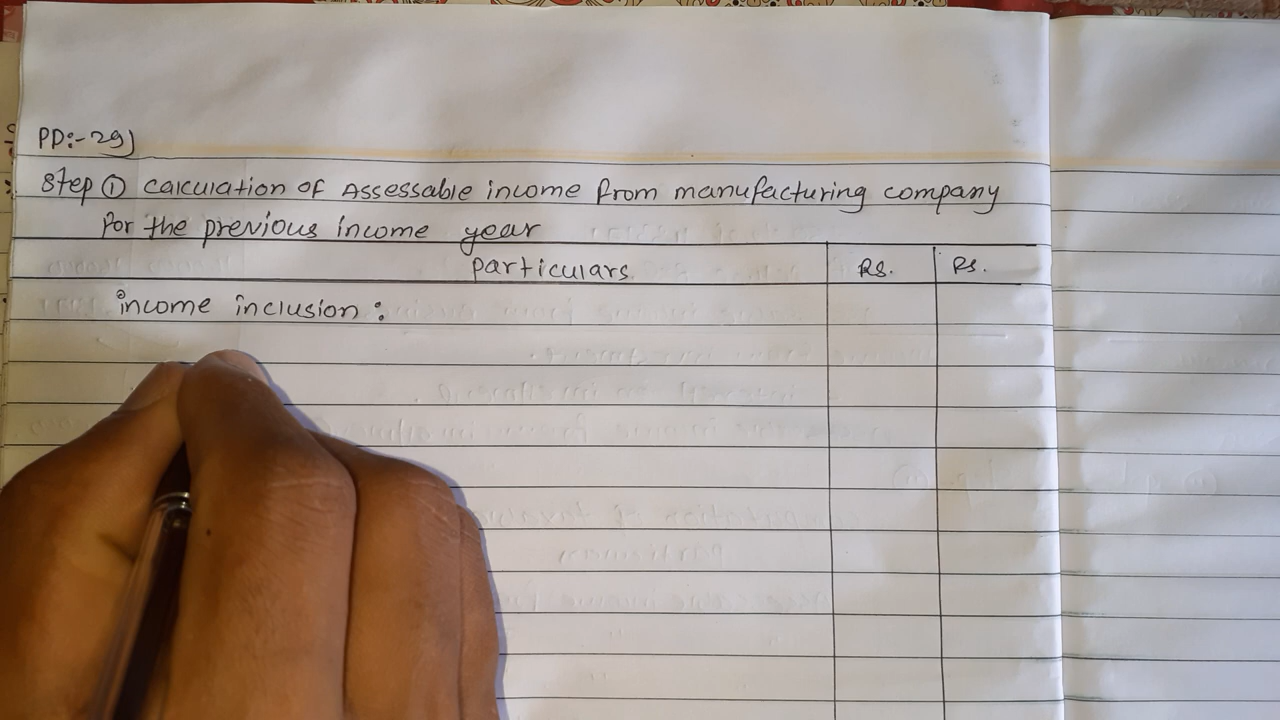 PD:-29)
Step ① Calculation of Assessable income from manufacturing company
for the previous income year
particulars Rs. Rs.
income inclusion :